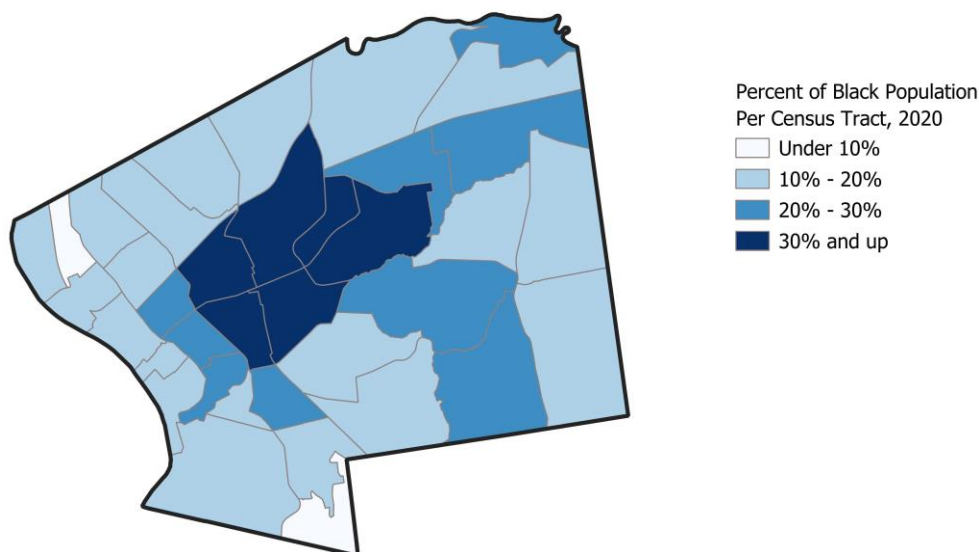 Percent of Black Population
Per Census Tract, 2020
Under 10%
10% - 20%
20% - 30%
30% and up